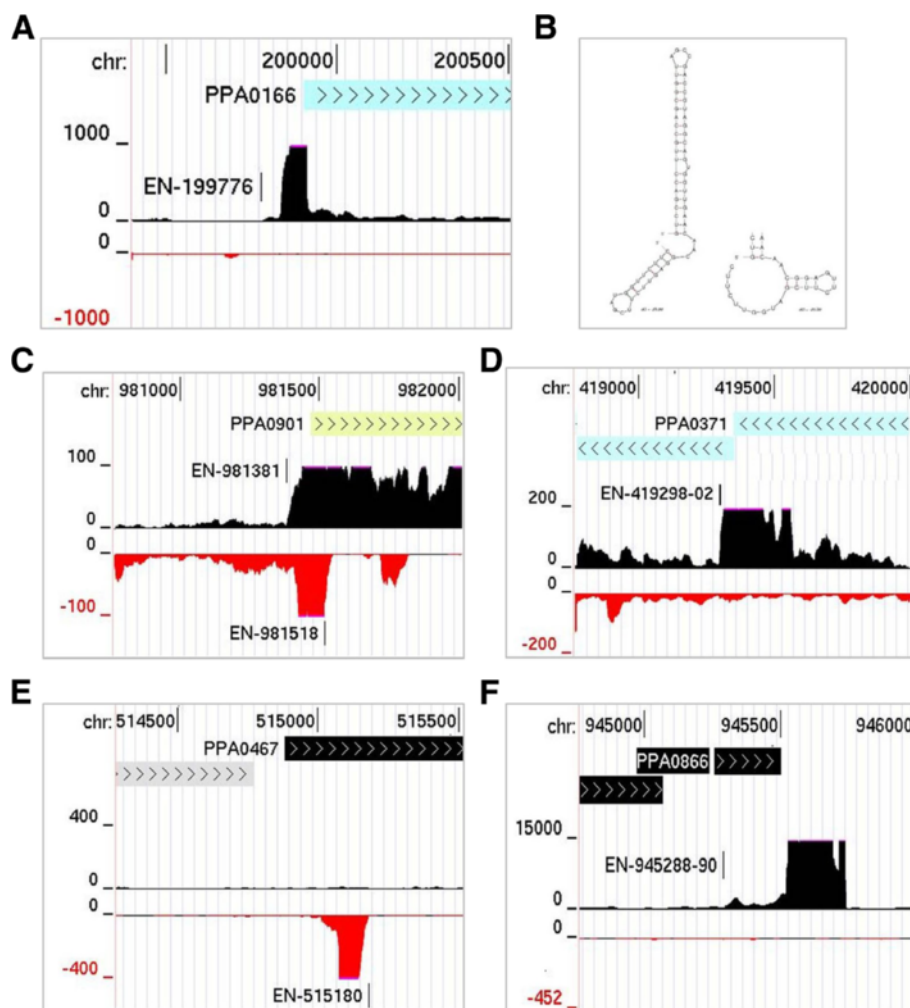 A
chr:
200000
200500
PPA0166
1000
EN-199776
0
0
-1000
B
C
chr: 981000 981500 982000
PPA0901
100
EN-981381
0
0
-100
EN-981518
D
chr: 419000 419500 420000
PPA0371
200
EN-419298-02
0
0
-200
E
chr: 514500 515000 515500
PPA0467
400
0
0
-400
EN-515180
F
chr: 945000 945500 946000
PPA0866
15000
EN-945288-90
0
0
-452